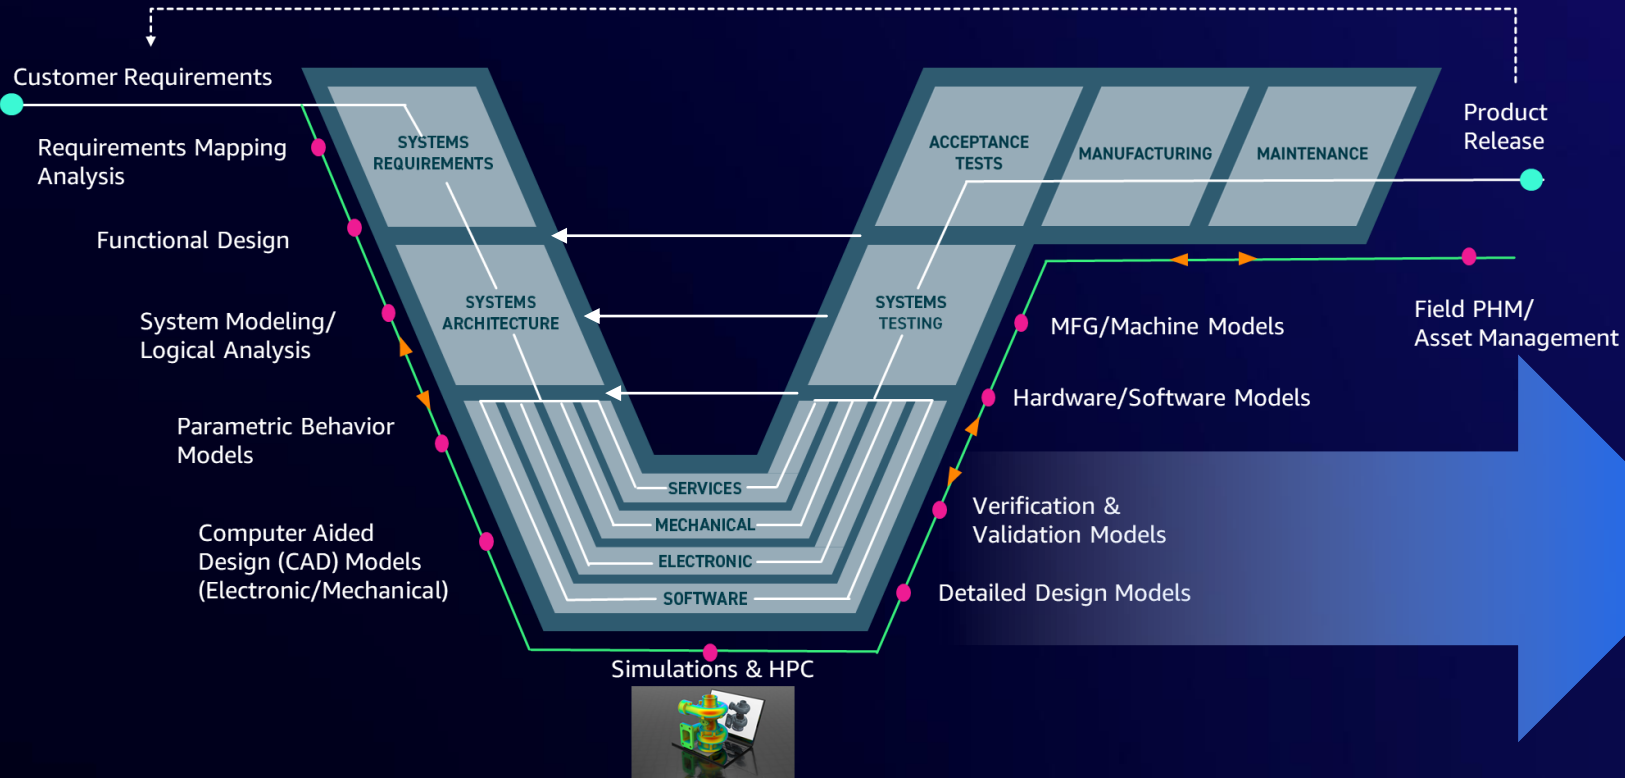 Customer Requirements
Requirements Mapping
Analysis
Functional Design
System Modeling/
Logical Analysis
Parametric Behavior
Models
Computer Aided
Design (CAD) Models
(Electronic/Mechanical)
SYSTEMS
REQUIREMENTS
SYSTEMS
ARCHITECTURE
SERVICES
MECHANICAL
ELECTRONIC
SOFTWARE
Simulations & HPC
ACCEPTANCE
TESTS
MANUFACTURING
MAINTENANCE
SYSTEMS
TESTING
Product
Release
Field PHM/
Asset Management
MFG/Machine Models
Hardware/Software Models
Verification &
Validation Models
Detailed Design Models